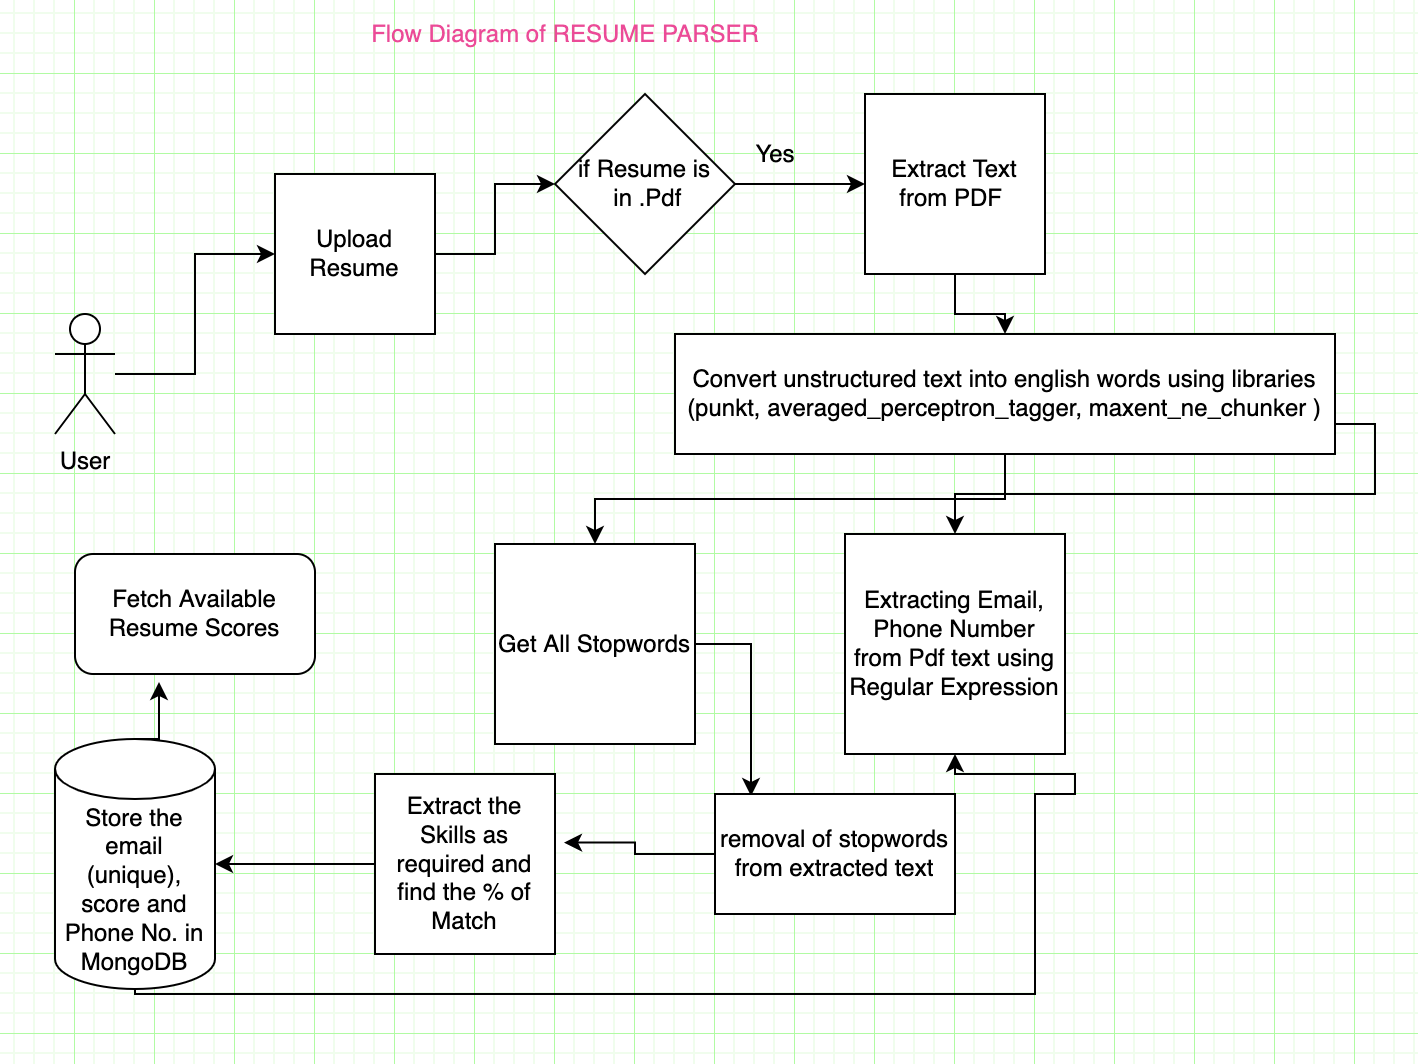 Flow Diagram of RESUME PARSER
if Resume is
in .Pdf
Yes
Extract Text
from PDF
Upload
Resume
User
Convert unstructured text into english words using libraries
(punkt, averaged_perceptron_tagger, maxent_ne_chunker )
Get All Stopwords
Extracting Email,
Phone Number
from Pdf text using
Regular Expression
Fetch Available
Resume Scores
removal of stopwords
from extracted text
Extract the
Skills as
required and
find the % of
Match
Store the
email
(unique),
score and
Phone No. in
MongoDB